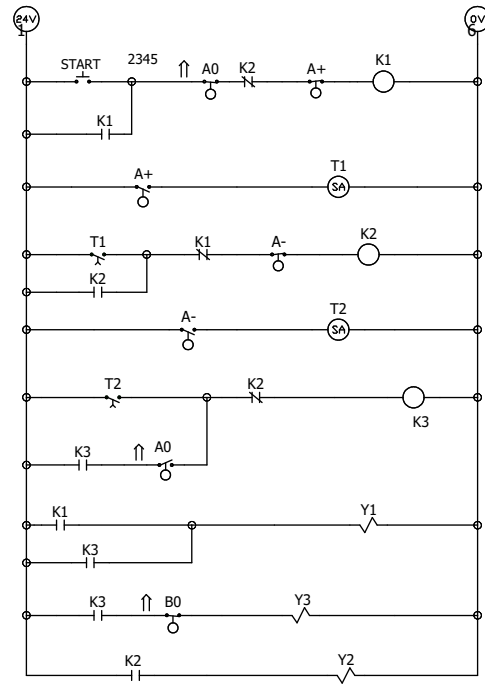 24V 0V
1 6
START 2345 A0 K2 A+ K1
K1
A+ T1
SA
T1 K1 A- K2
K2
A- T2
SA
T2 K2
K3
K3 A0
K1 Y1
K3
K3 B0 Y3
K2 Y2